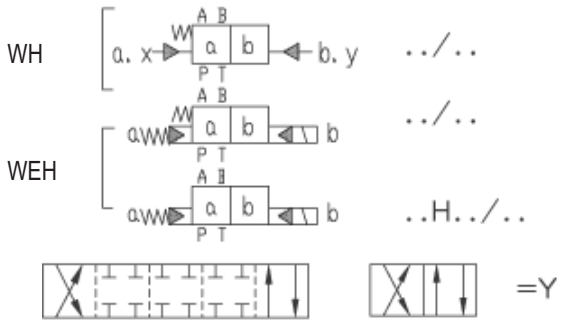 A B
WH a. x a b b. y ../..
P T
A B
a a b b ../..
P T
WEH
A B
a a b b ..H../..
P T
=Y